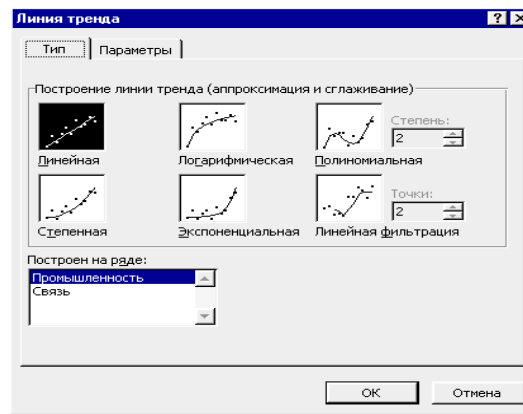 Линия тренда
Тип
Параметры
Построение линии тренда (аппроксимация и сглаживание)
Линейная
Логарифмическая
Полиномиальная
Степень:
2
Степенная
Экспоненциальная
Линейная фильтрация
Точки:
2
Построен на ряде:
Промышленность
Связь
ОК
Отмена